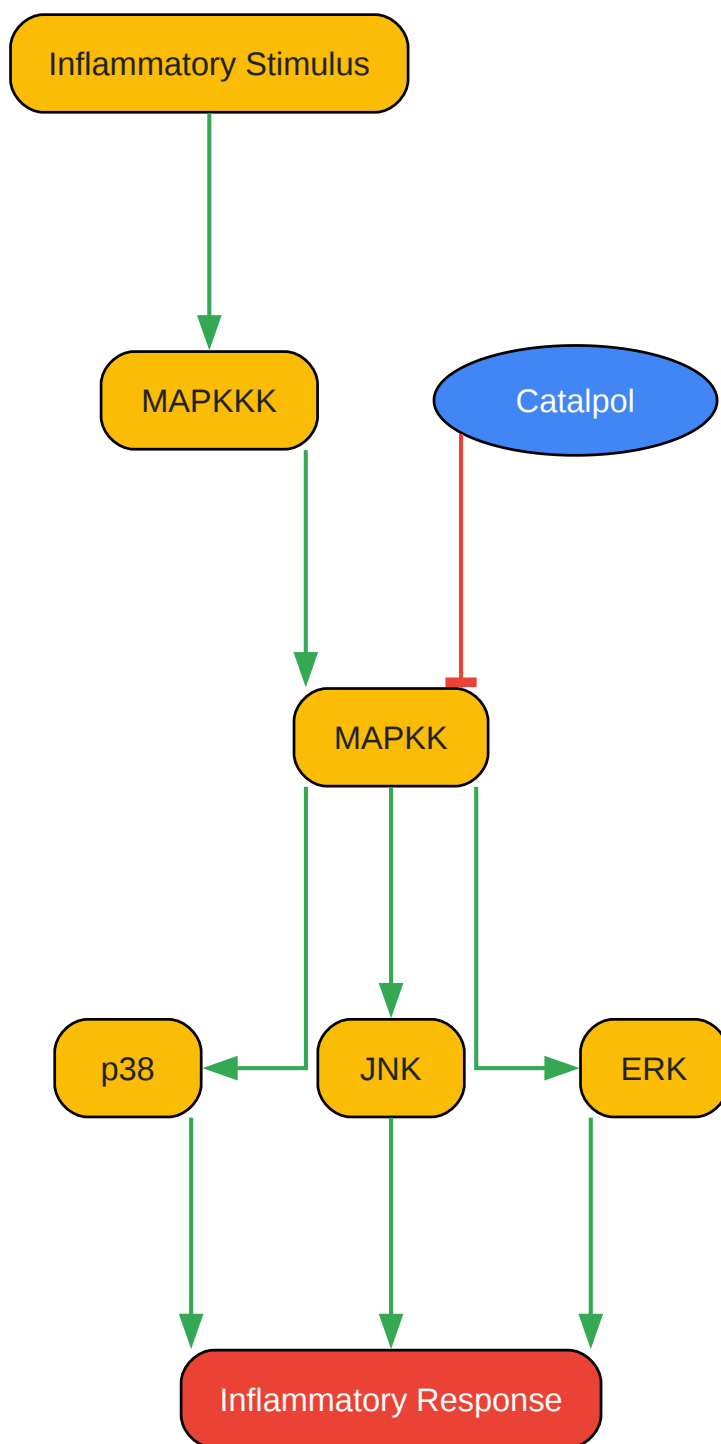 Inflammatory Stimulus
MAPKKK
Catalpol
MAPKK
p38
JNK
ERK
Inflammatory Response